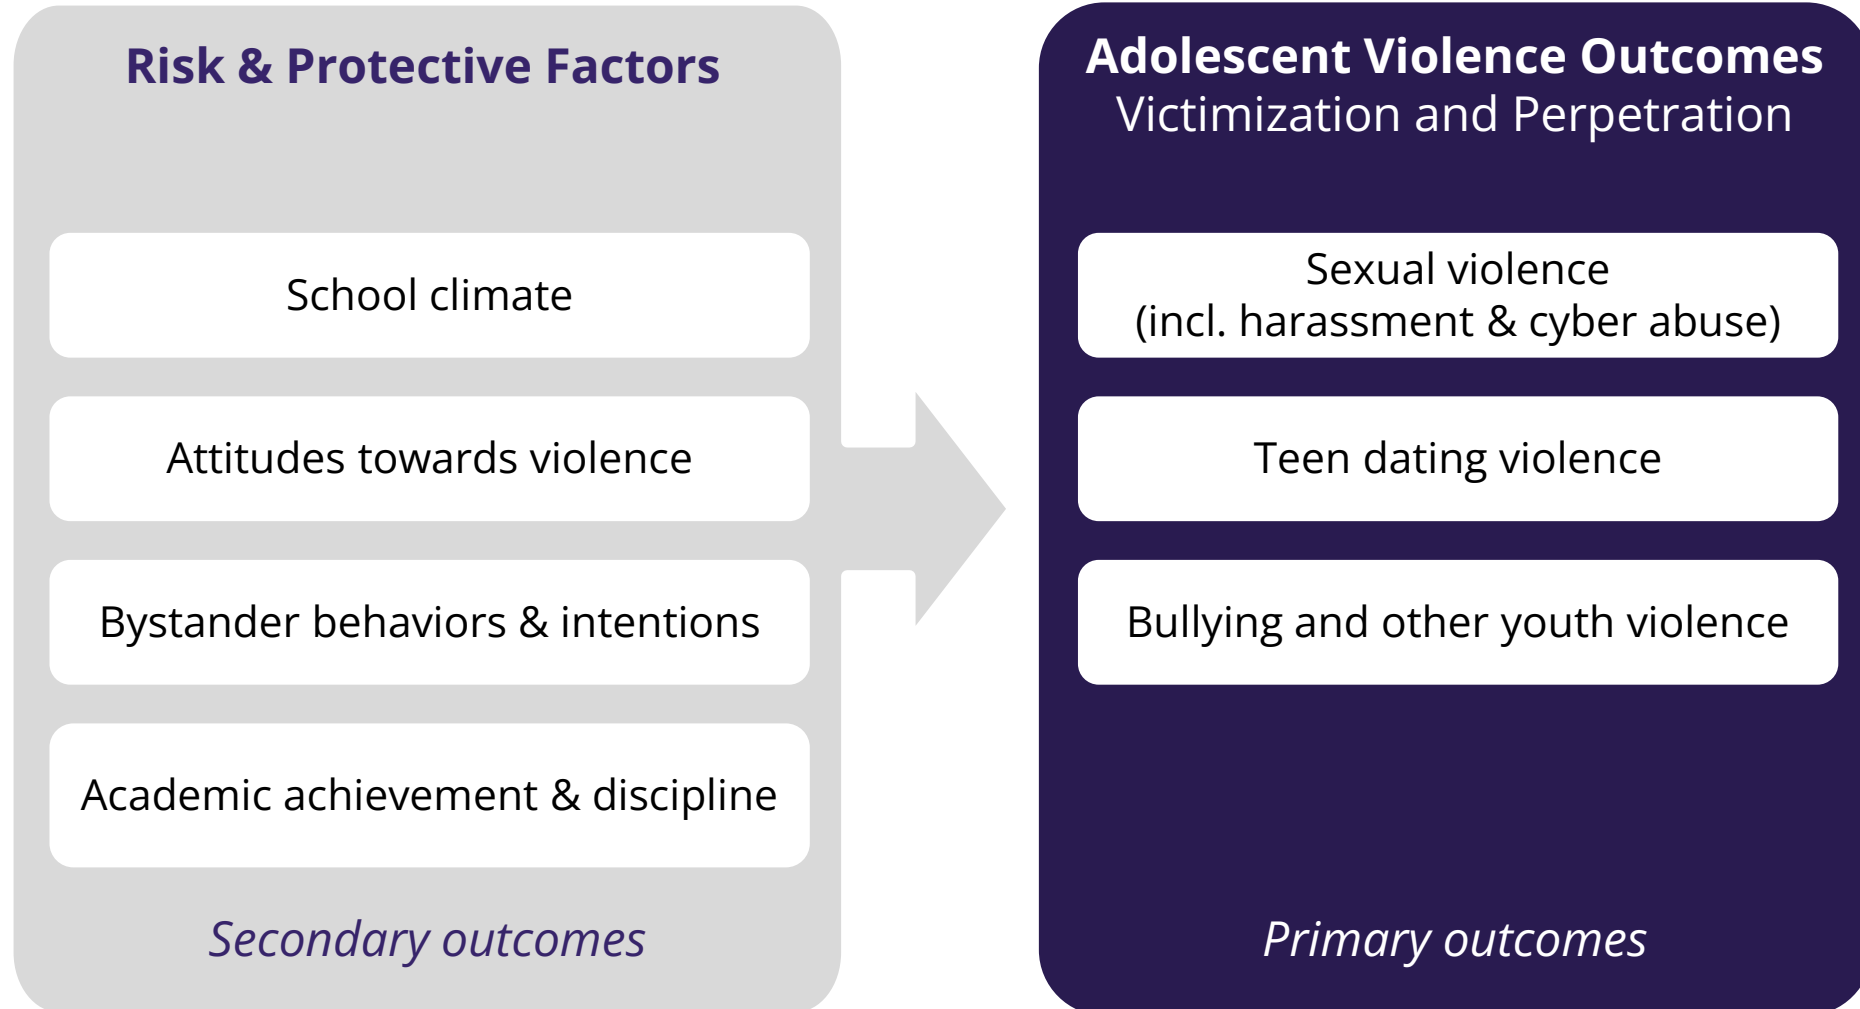 Risk & Protective Factors
School climate
Attitudes towards violence
Bystander behaviors & intentions
Academic achievement & discipline
Secondary outcomes
Adolescent Violence Outcomes
Victimization and Perpetration
Sexual violence
(incl. harassment & cyber abuse)
Teen dating violence
Bullying and other youth violence
Primary outcomes